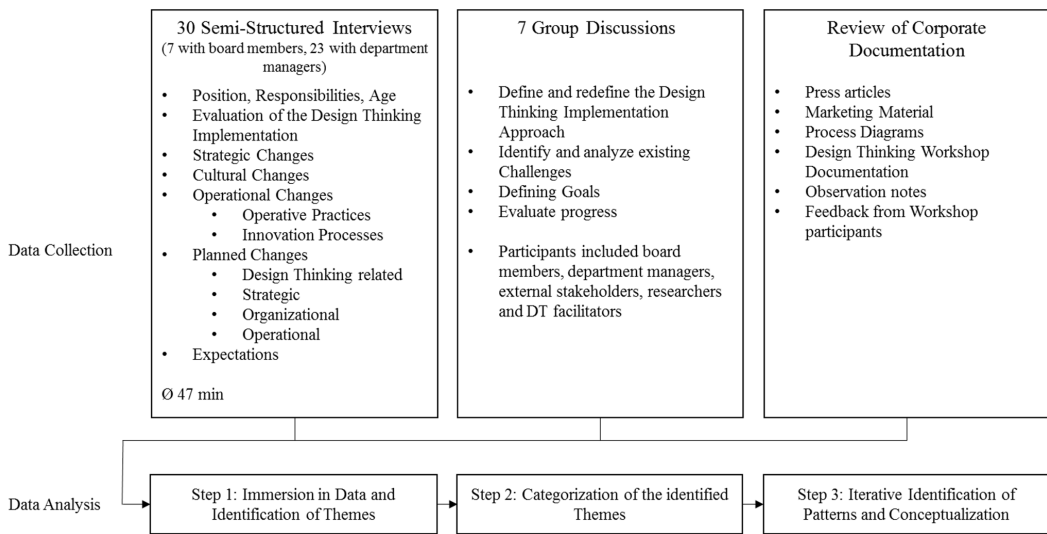 30 Semi-Structured Interviews
(7 with board members, 23 with department
managers)
• Position, Responsibilities, Age
• Evaluation of the Design Thinking
Implementation
• Strategic Changes
• Cultural Changes
• Operational Changes
• Operative Practices
• Innovation Processes
• Planned Changes
• Design Thinking related
• Strategic
• Organizational
• Operational
• Expectations
Ø 47 min
7 Group Discussions
• Define and redefine the Design
Thinking Implementation
Approach
• Identify and analyze existing
Challenges
• Defining Goals
• Evaluate progress
• Participants included board
members, department managers,
external stakeholders, researchers
and DT facilitators
Review of Corporate
Documentation
• Press articles
• Marketing Material
• Process Diagrams
• Design Thinking Workshop
Documentation
• Observation notes
• Feedback from Workshop
participants
Data Collection
Data Analysis
Step 1: Immersion in Data and
Identification of Themes
Step 2: Categorization of the identified
Themes
Step 3: Iterative Identification of
Patterns and Conceptualization